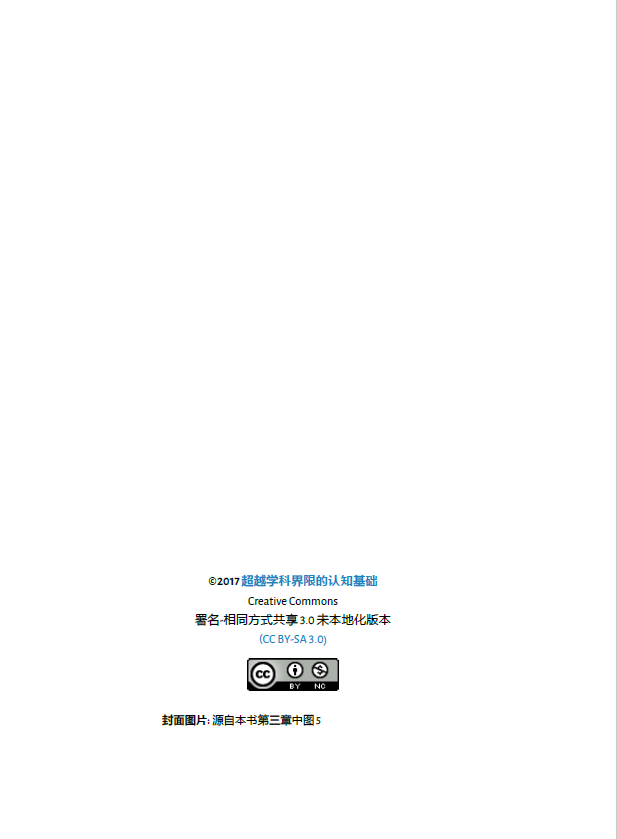 ©2017 超越学科界限的认知基础
Creative Commons
署名-相同方式共享 3.0 未本地化版本
(CC BY-SA 3.0)
cc
BY NC
封面图片: 源自本书第三章中图 5